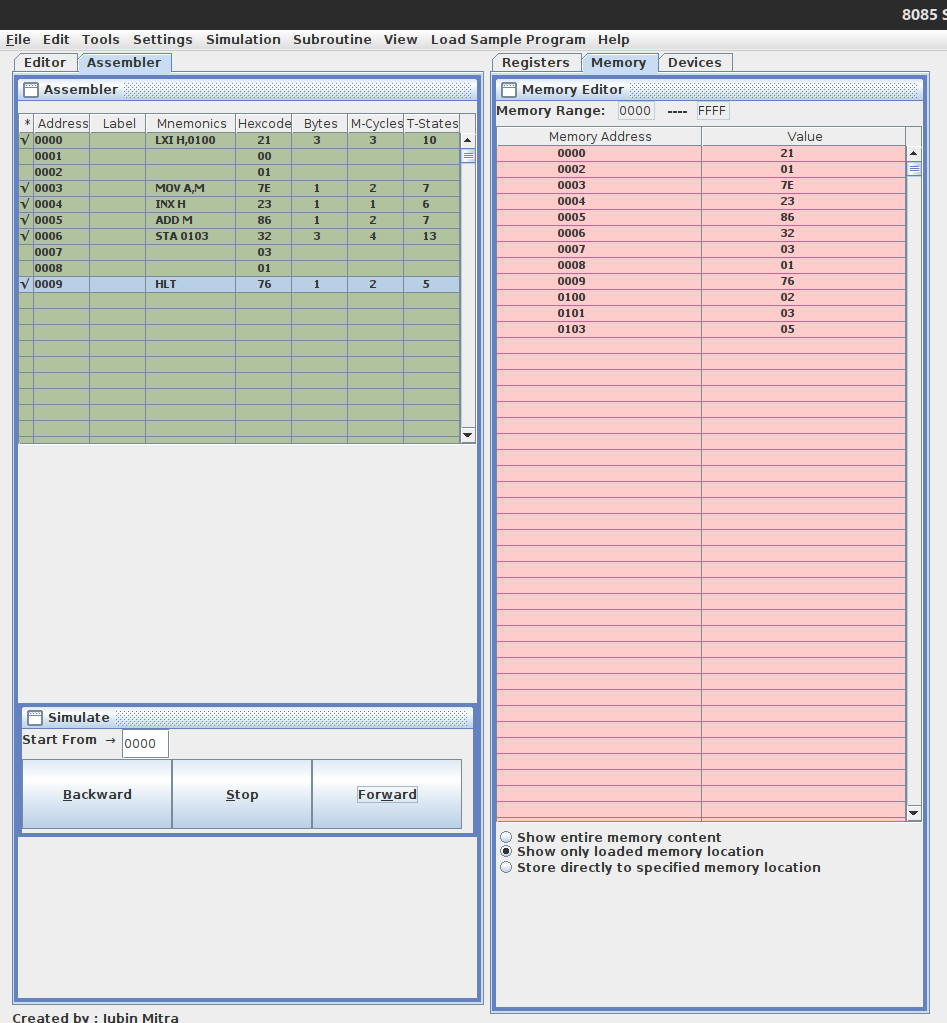 8085 S
File Edit Tools Settings Simulation Subroutine View Load Sample Program Help
Editor Assembler
Assembler
* Address Label Mnemonics Hexcode Bytes M-Cycles T-States
√ 0000 LXI H,0100 21 3 3 10
0001 00
0002 01
√ 0003 MOV A,M 7E 1 2 7
√ 0004 INX H 23 1 1 6
√ 0005 ADD M 86 1 2 7
√ 0006 STA 0103 32 3 4 13
0007 03
0008 01
√ 0009 HLT 76 1 2 5
Simulate
Start From → 0000
Backward Stop Forward
Registers Memory Devices
Memory Editor
Memory Range: 0000 ---- FFFF
Memory Address Value
0000 21
0002 01
0003 7E
0004 23
0005 86
0006 32
0007 03
0008 01
0009 76
0100 02
0101 03
0103 05
Show entire memory content
Show only loaded memory location
Store directly to specified memory location
Created by : Jubin Mitra